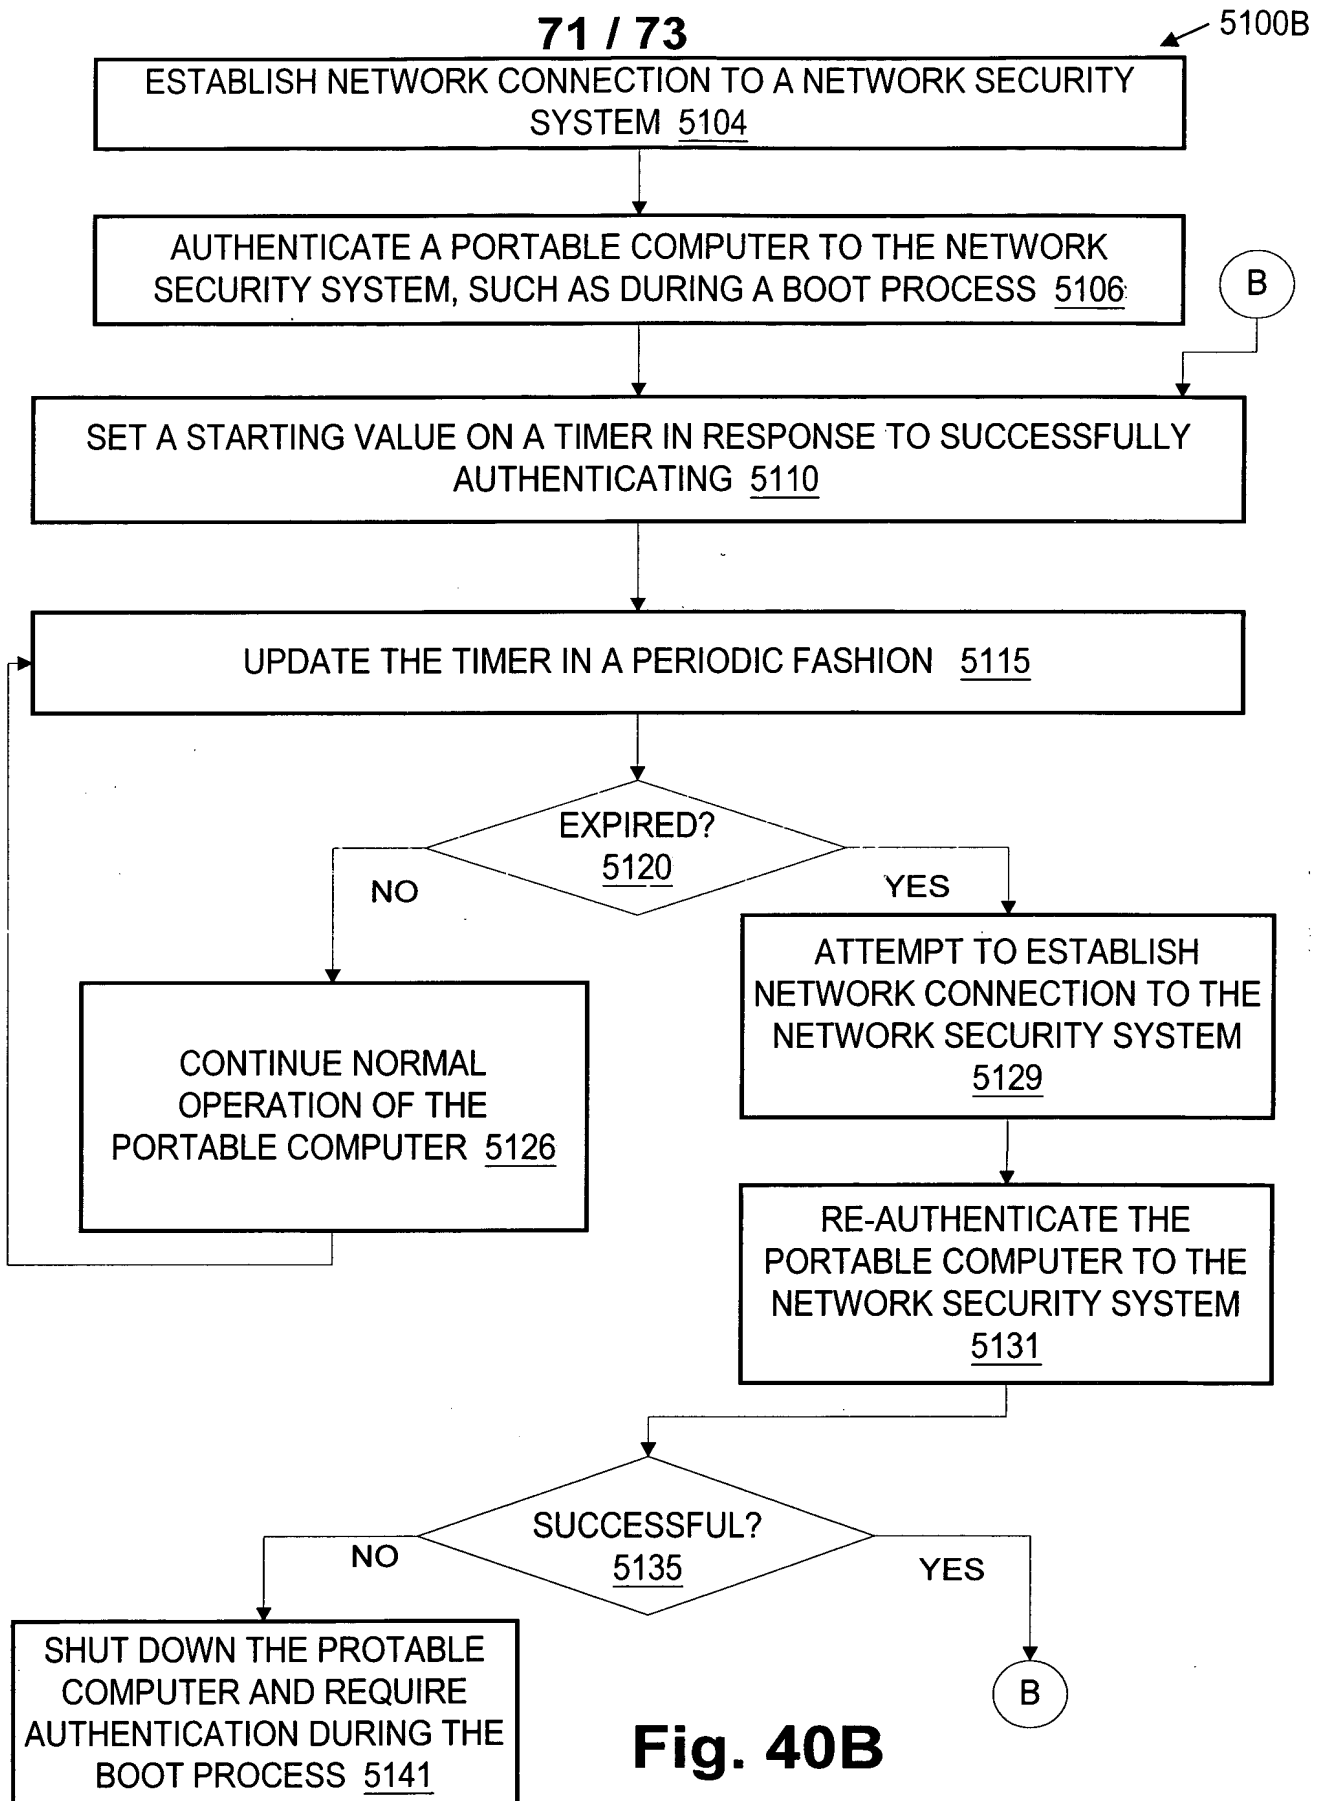 71 / 73
5100B
ESTABLISH NETWORK CONNECTION TO A NETWORK SECURITY
SYSTEM 5104
AUTHENTICATE A PORTABLE COMPUTER TO THE NETWORK
SECURITY SYSTEM, SUCH AS DURING A BOOT PROCESS 5106
B
SET A STARTING VALUE ON A TIMER IN RESPONSE TO SUCCESSFULLY
AUTHENTICATING 5110
UPDATE THE TIMER IN A PERIODIC FASHION 5115
EXPIRED?
5120
NO
YES
CONTINUE NORMAL
OPERATION OF THE
PORTABLE COMPUTER 5126
ATTEMPT TO ESTABLISH
NETWORK CONNECTION TO THE
NETWORK SECURITY SYSTEM
5129
RE-AUTHENTICATE THE
PORTABLE COMPUTER TO THE
NETWORK SECURITY SYSTEM
5131
SUCCESSFUL?
5135
NO
YES
SHUT DOWN THE PROTABLE
COMPUTER AND REQUIRE
AUTHENTICATION DURING THE
BOOT PROCESS 5141
B
Fig. 40B